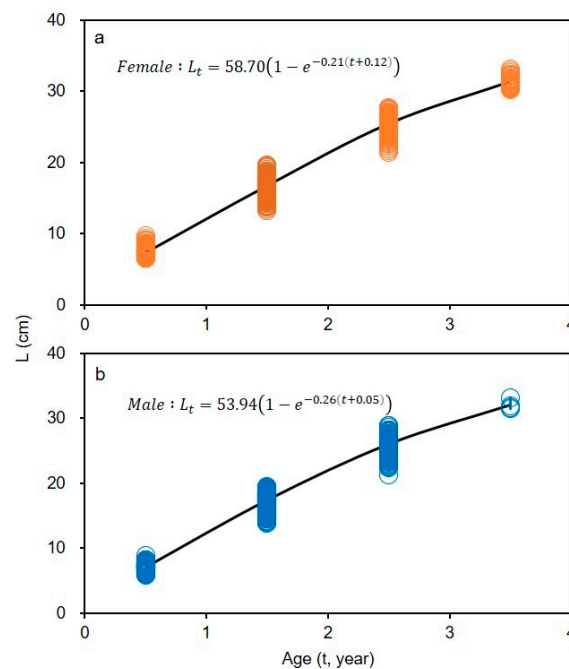 40
a
Female : Lₜ = 58.70(1 − e^{−0.21(t+0.12)})
30
20
10
0
0 1 2 3 4
L (cm)
40
b
Male : Lₜ = 53.94(1 − e^{−0.26(t+0.05)})
30
20
10
0
0 1 2 3 4
Age (t, year)